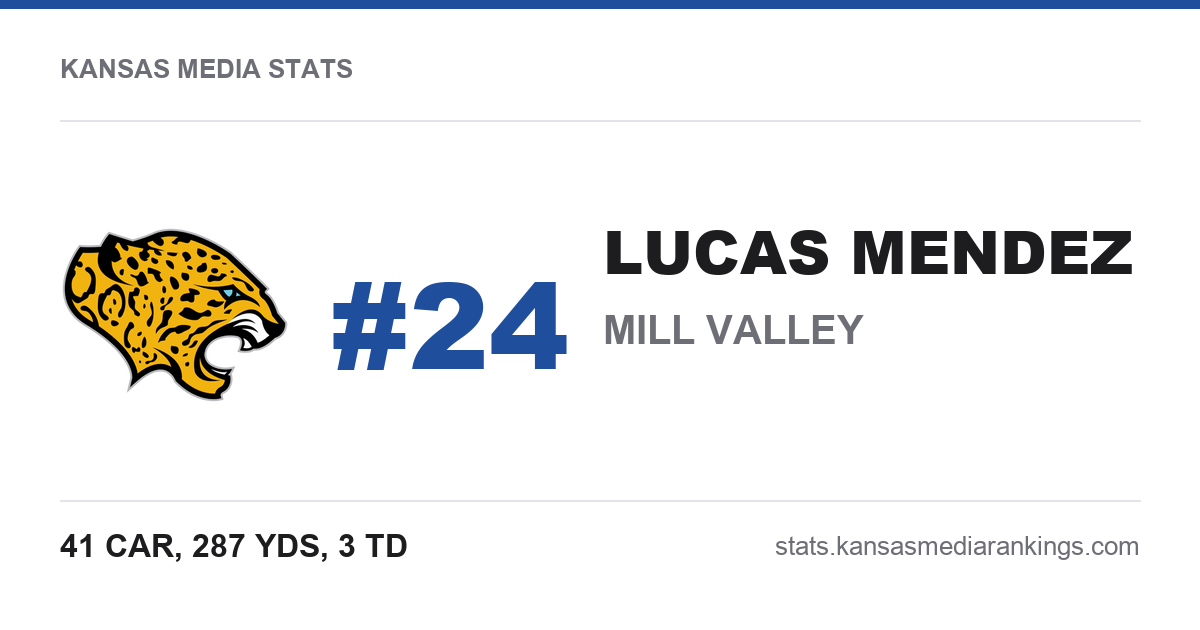 KANSAS MEDIA STATS
#24
LUCAS MENDEZ
MILL VALLEY
41 CAR, 287 YDS, 3 TD
stats.kansasmediarankings.com